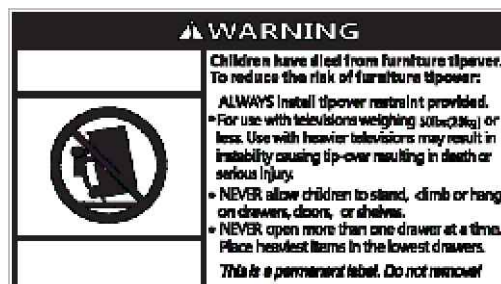 WARNING
Children have died from furniture tipover.
To reduce the risk of furniture tipover:
ALWAYS install tipover restraint provided.
• For use with televisions weighing or
less. Use with heavier televisions may result in
instability causing tip-over resulting in death or
serious injury.
• NEVER allow children to stand, climb or hang
on drawers, doors, or shelves.
• NEVER open more than one drawer at a time.
Place heaviest items in the lowest drawers.
This is a permanent label. Do not remove!